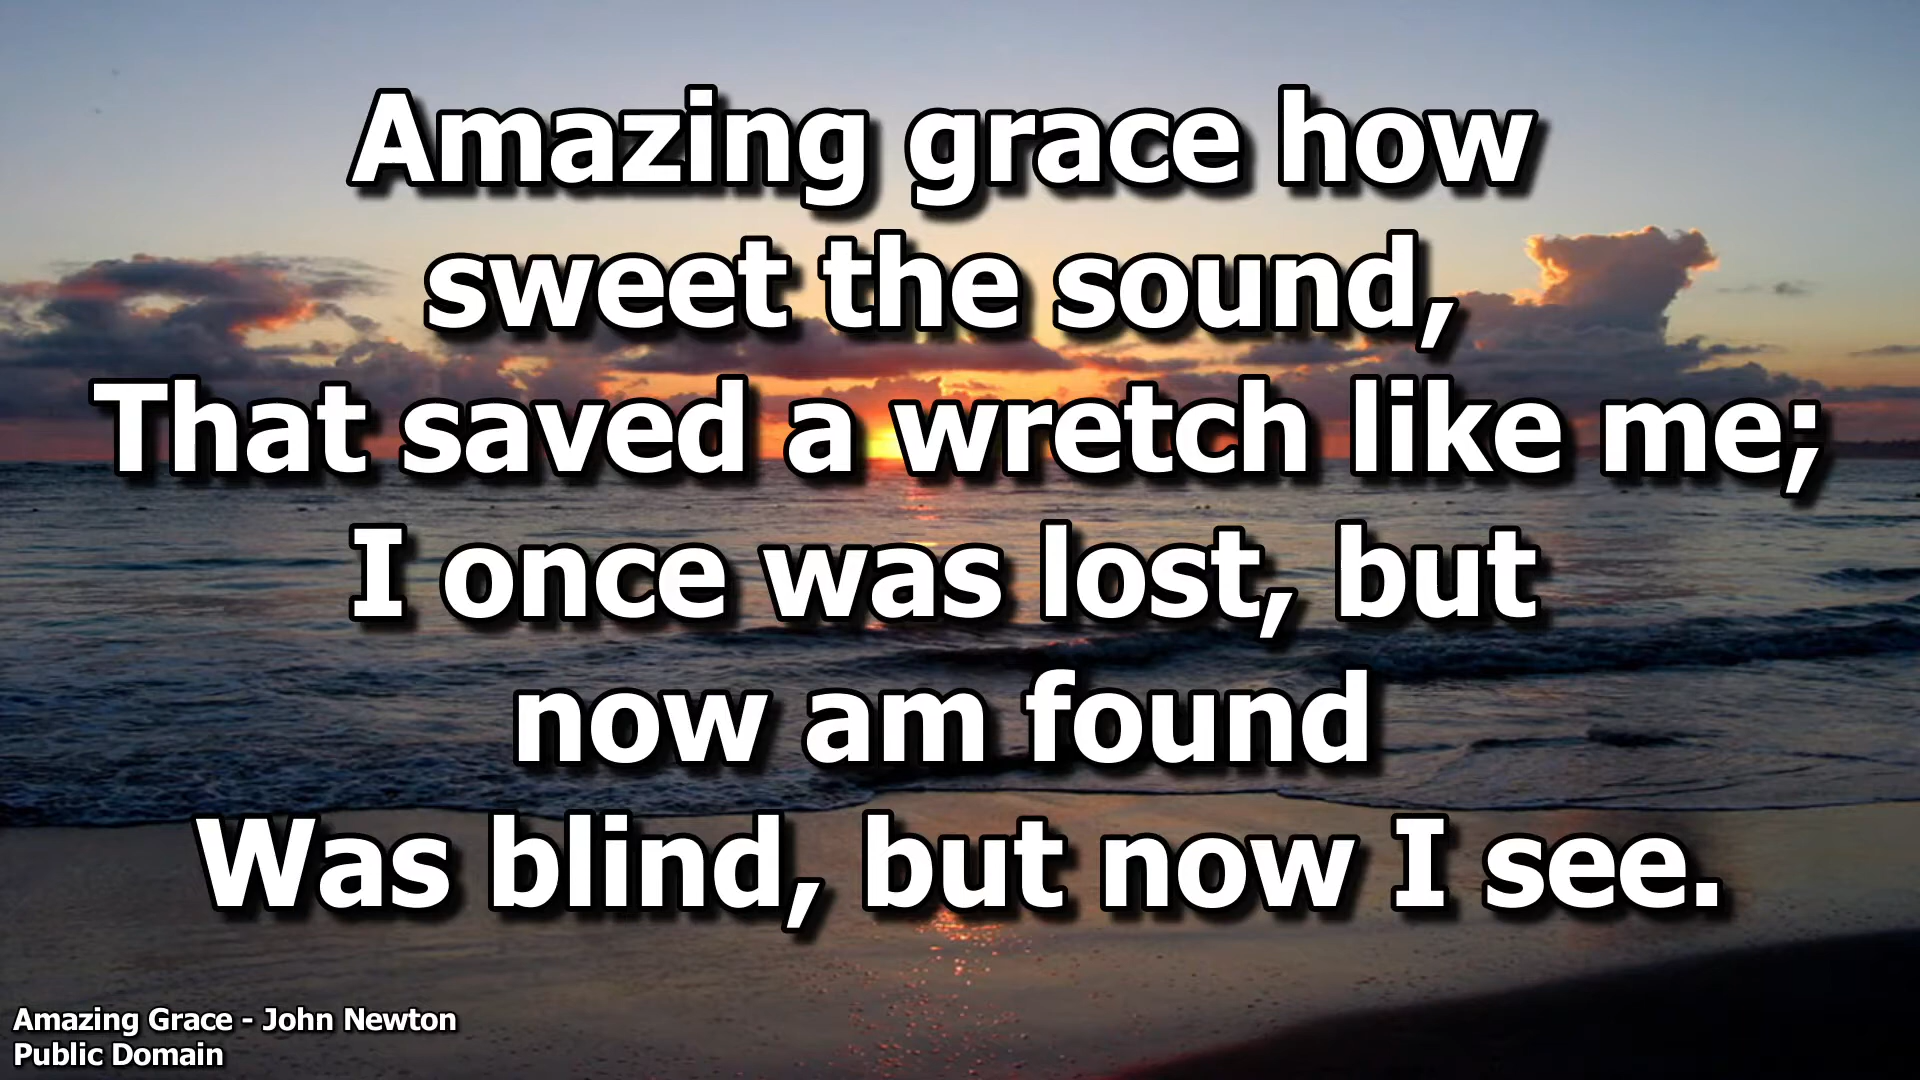 Amazing grace how
sweet the sound,
That saved a wretch like me;
I once was lost, but
now am found
Was blind, but now I see.
Amazing Grace - John Newton
Public Domain